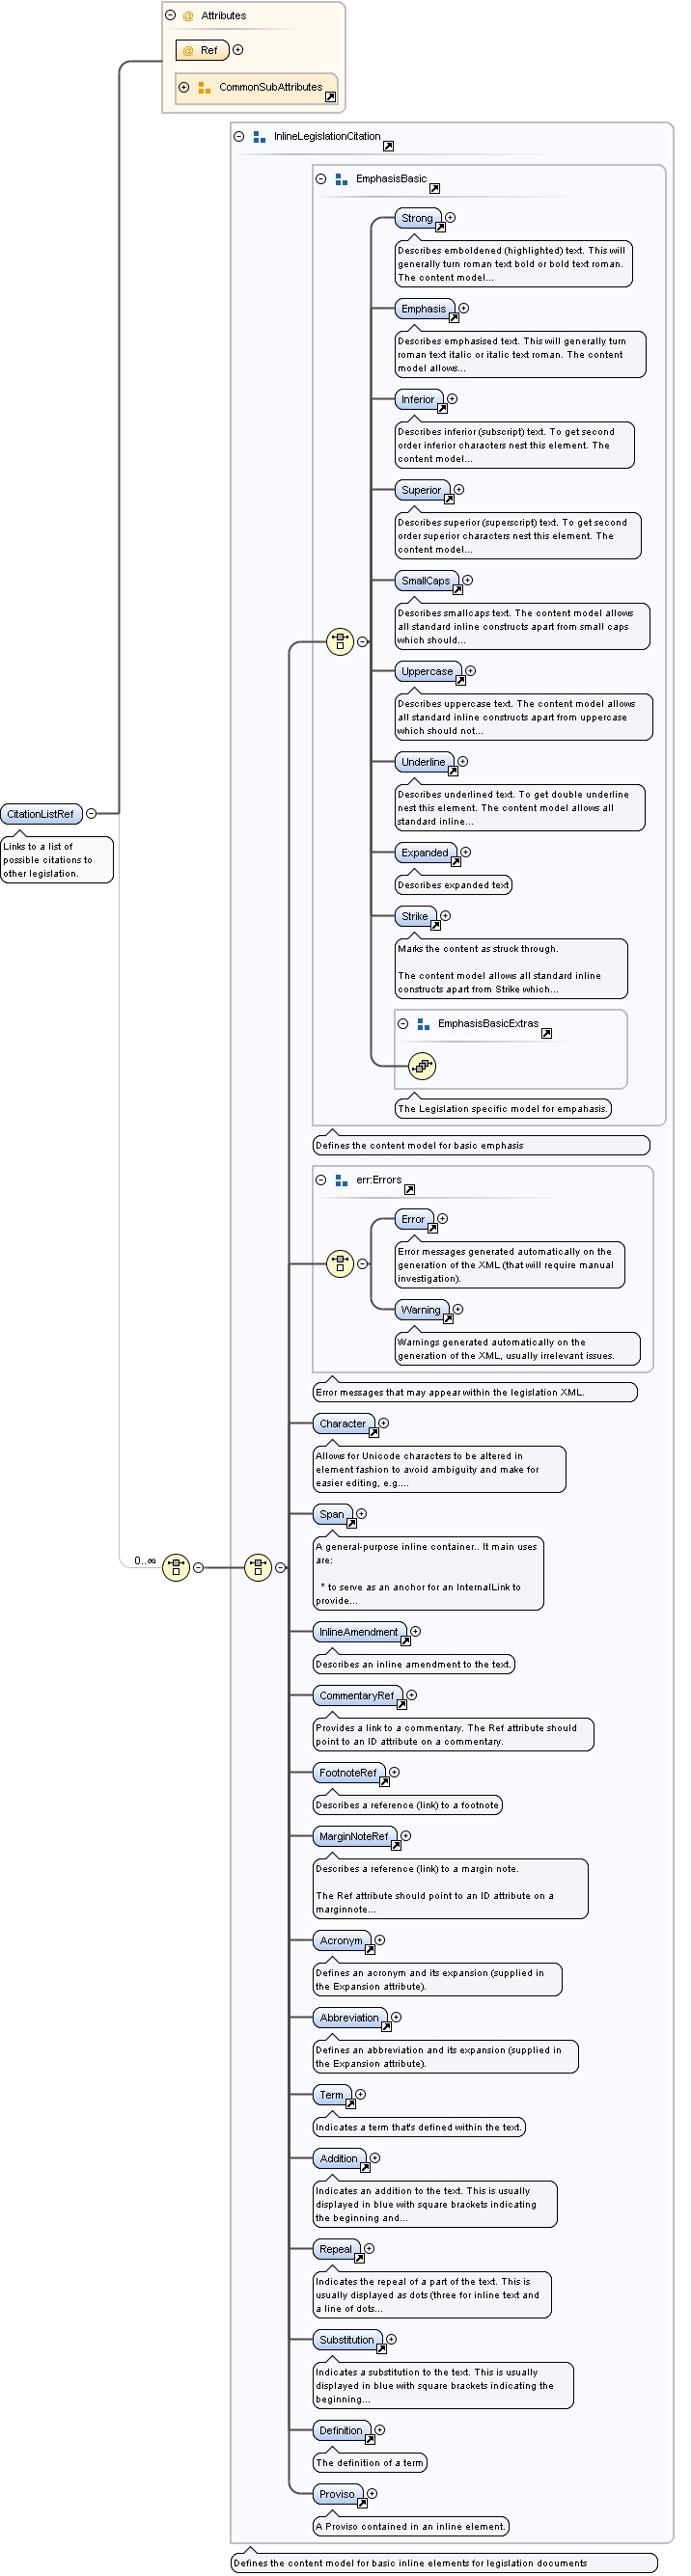 @ Attributes
@ Ref
CommonSubAttributes
InlineLegislationCitation
EmphasisBasic
Strong
Describes emboldened (highlighted) text. This will
generally turn roman text bold or bold text roman.
The content model...
Emphasis
Describes emphasised text. This will generally turn
roman text italic or italic text roman. The content
model allows...
Inferior
Describes inferior (subscript) text. To get second
order inferior characters nest this element. The
content model...
Superior
Describes superior (superscript) text. To get second
order superior characters nest this element. The
content model...
SmallCaps
Describes smallcaps text. The content model allows
all standard inline constructs apart from small caps
which should...
Uppercase
Describes uppercase text. The content model allows
all standard inline constructs apart from uppercase
which should not...
Underline
Describes underlined text. To get double underline
nest this element. The content model allows all
standard inline...
CitationListRef
Links to a list of
possible citations to
other legislation.
Expanded
Describes expanded text
Strike
Marks the content as struck through.
The content model allows all standard inline
constructs apart from Strike which...
EmphasisBasicExtras
The Legislation specific model for empahasis.
Defines the content model for basic emphasis
err:Errors
Error
Error messages generated automatically on the
generation of the XML (that will require manual
investigation).
Warning
Warnings generated automatically on the
generation of the XML, usually irrelevant issues.
Error messages that may appear within the legislation XML.
Character
Allows for Unicode characters to be altered in
element fashion to avoid ambiguity and make for
easier editing, e.g....
Span
A general-purpose inline container.. It main uses
are:
* to serve as an anchor for an InternalLink to
provide...
0..∞
InlineAmendment
Describes an inline amendment to the text.
CommentaryRef
Provides a link to a commentary. The Ref attribute should
point to an ID attribute on a commentary.
FootnoteRef
Describes a reference (link) to a footnote
MarginNoteRef
Describes a reference (link) to a margin note.
The Ref attribute should point to an ID attribute on a
marginnote...
Acronym
Defines an acronym and its expansion (supplied in
the Expansion attribute).
Abbreviation
Defines an abbreviation and its expansion (supplied in
the Expansion attribute).
Term
Indicates a term that's defined within the text.
Addition
Indicates an addition to the text. This is usually
displayed in blue with square brackets indicating
the beginning and...
Repeal
Indicates the repeal of a part of the text. This is
usually displayed as dots (three for inline text and
a line of dots...
Substitution
Indicates a substitution to the text. This is usually
displayed in blue with square brackets indicating the
beginning...
Definition
The definition of a term
Proviso
A Proviso contained in an inline element.
Defines the content model for basic inline elements for legislation documents